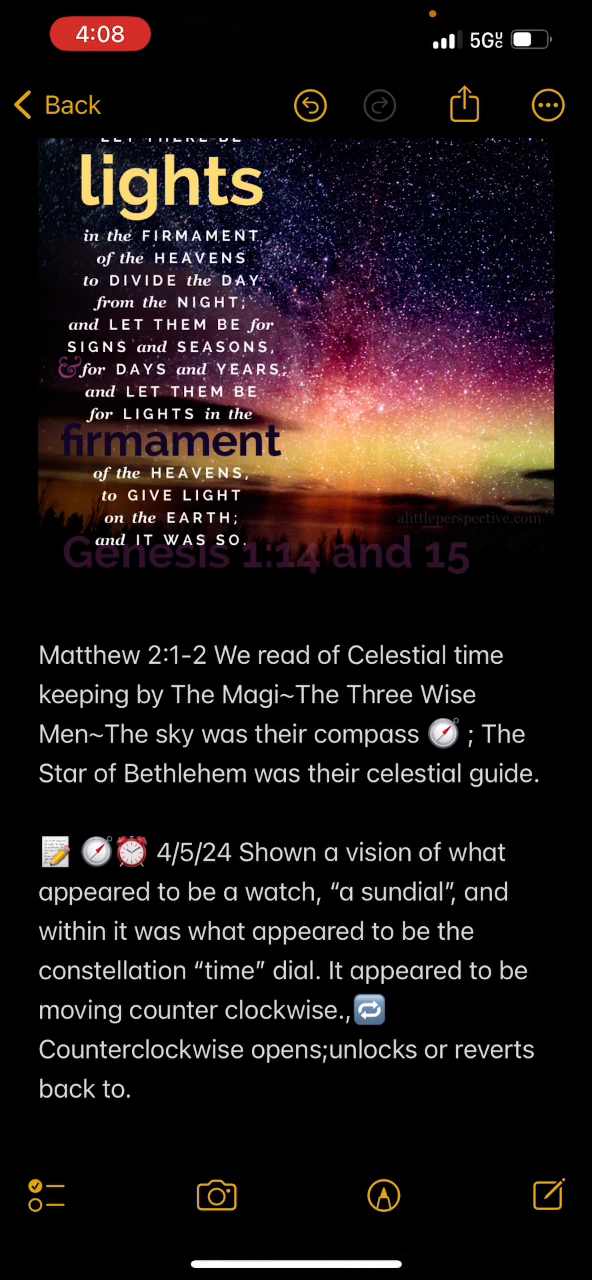 4:08
5G UC
Back
LET THERE BE
lights
in the FIRMAMENT
of the HEAVENS
to DIVIDE the DAY
from the NIGHT;
and LET THEM BE for
SIGNS and SEASONS,
& for DAYS and YEARS;
and LET THEM BE
for LIGHTS in the
firmament
of the HEAVENS,
to GIVE LIGHT
on the EARTH;
and IT WAS SO.
alittleperspective.com
Genesis 1:14 and 15
Matthew 2:1-2 We read of Celestial time
keeping by The Magi~The Three Wise
Men~The sky was their compass 🧭 ; The
Star of Bethlehem was their celestial guide.
📝 🧭⏰ 4/5/24 Shown a vision of what
appeared to be a watch, “a sundial”, and
within it was what appeared to be the
constellation “time” dial. It appeared to be
moving counter clockwise.,🔁
Counterclockwise opens;unlocks or reverts
back to.